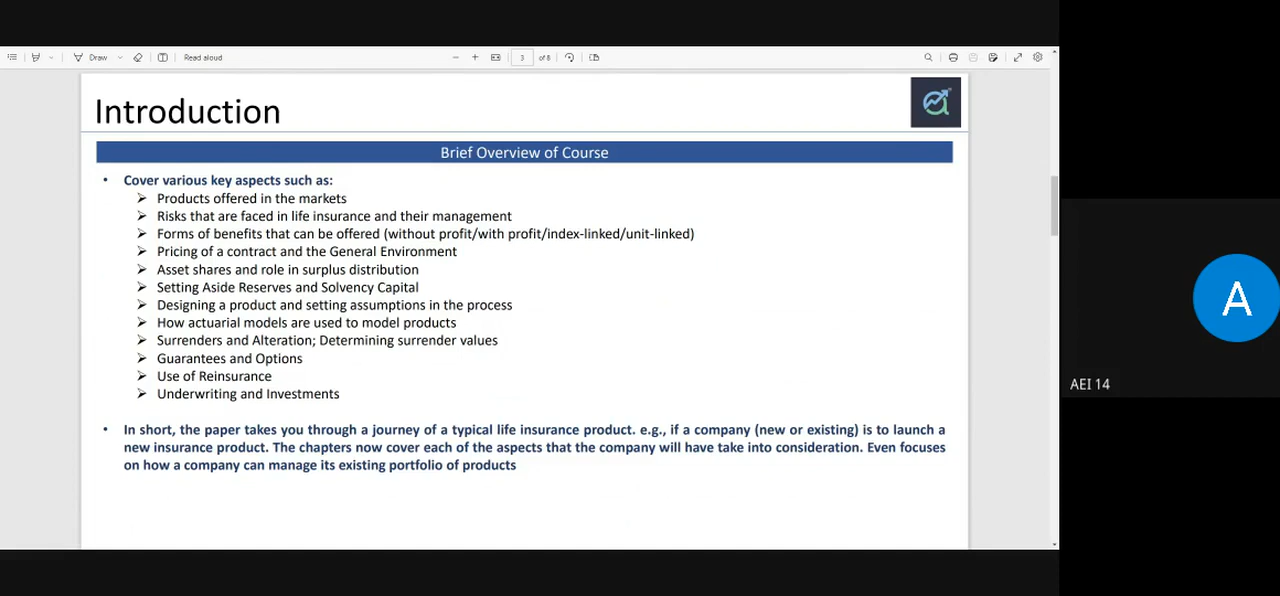 Draw
Read aloud
3 of 8
Introduction
Brief Overview of Course
• Cover various key aspects such as:
➢ Products offered in the markets
➢ Risks that are faced in life insurance and their management
➢ Forms of benefits that can be offered (without profit/with profit/index-linked/unit-linked)
➢ Pricing of a contract and the General Environment
➢ Asset shares and role in surplus distribution
➢ Setting Aside Reserves and Solvency Capital
➢ Designing a product and setting assumptions in the process
➢ How actuarial models are used to model products
➢ Surrenders and Alteration; Determining surrender values
➢ Guarantees and Options
➢ Use of Reinsurance
➢ Underwriting and Investments
• In short, the paper takes you through a journey of a typical life insurance product. e.g., if a company (new or existing) is to launch a
new insurance product. The chapters now cover each of the aspects that the company will have take into consideration. Even focuses
on how a company can manage its existing portfolio of products
A
AEI 14